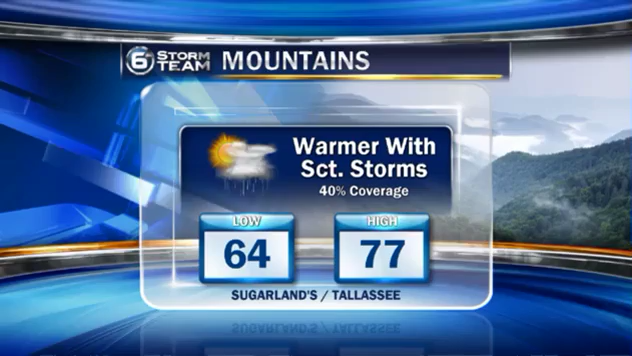 6 STORM TEAM MOUNTAINS
Warmer With
Sct. Storms
40% Coverage
LOW HIGH
64 77
SUGARLAND'S / TALLASSEE